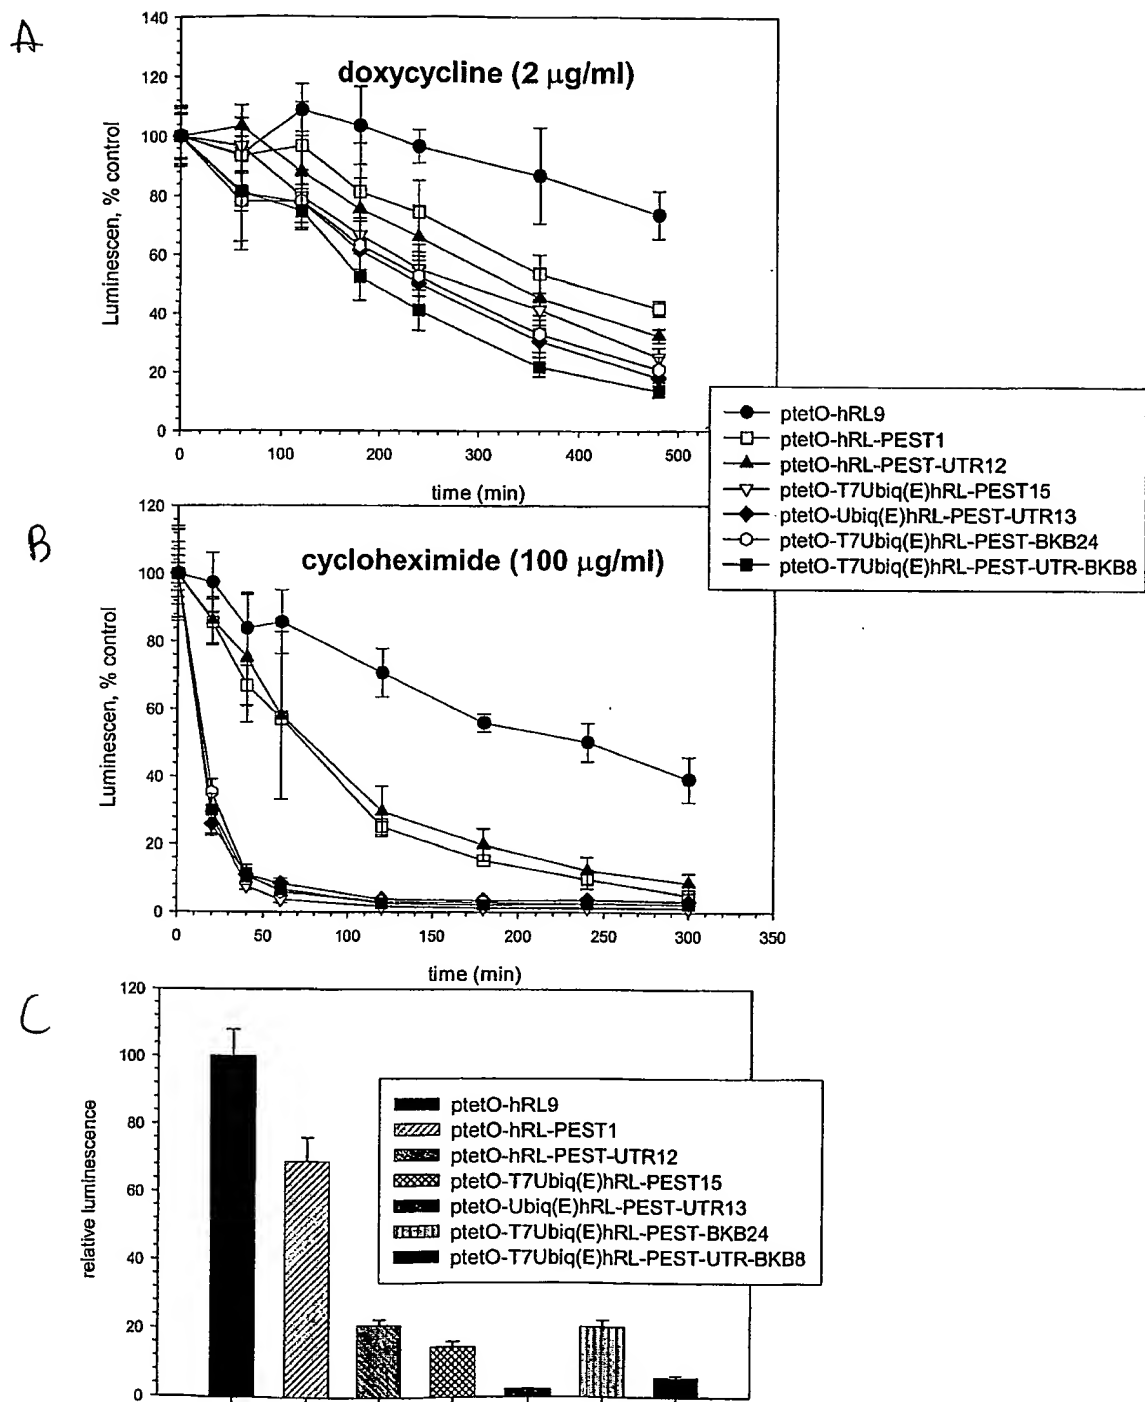 A
doxycycline (2 μg/ml)
Luminescen, % control
140
120
100
80
60
40
20
0
0 100 200 300 400 500
time (min)
ptetO-hRL9
ptetO-hRL-PEST1
ptetO-hRL-PEST-UTR12
ptetO-T7Ubiq(E)hRL-PEST15
ptetO-Ubiq(E)hRL-PEST-UTR13
ptetO-T7Ubiq(E)hRL-PEST-BKB24
ptetO-T7Ubiq(E)hRL-PEST-UTR-BKB8
B
cycloheximide (100 μg/ml)
Luminescen, % control
120
100
80
60
40
20
0
0 50 100 150 200 250 300 350
time (min)
C
relative luminescence
120
100
80
60
40
20
0
ptetO-hRL9
ptetO-hRL-PEST1
ptetO-hRL-PEST-UTR12
ptetO-T7Ubiq(E)hRL-PEST15
ptetO-Ubiq(E)hRL-PEST-UTR13
ptetO-T7Ubiq(E)hRL-PEST-BKB24
ptetO-T7Ubiq(E)hRL-PEST-UTR-BKB8